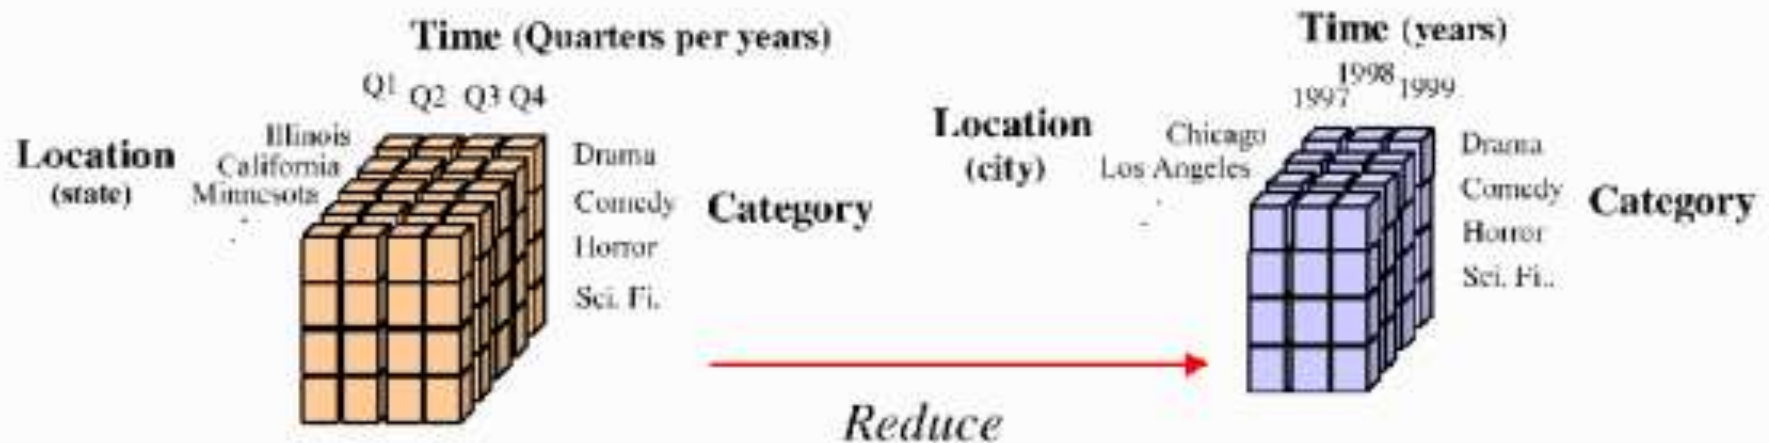 Time (Quarters per years)
Q1 Q2 Q3 Q4
Location
(state)
Illinois
California
Minnesota
Drama
Comedy
Horror
Sci. Fi.
Category
Reduce
Time (years)
1997 1998 1999
Location
(city)
Chicago
Los Angeles
Drama
Comedy
Horror
Sci. Fi..
Category